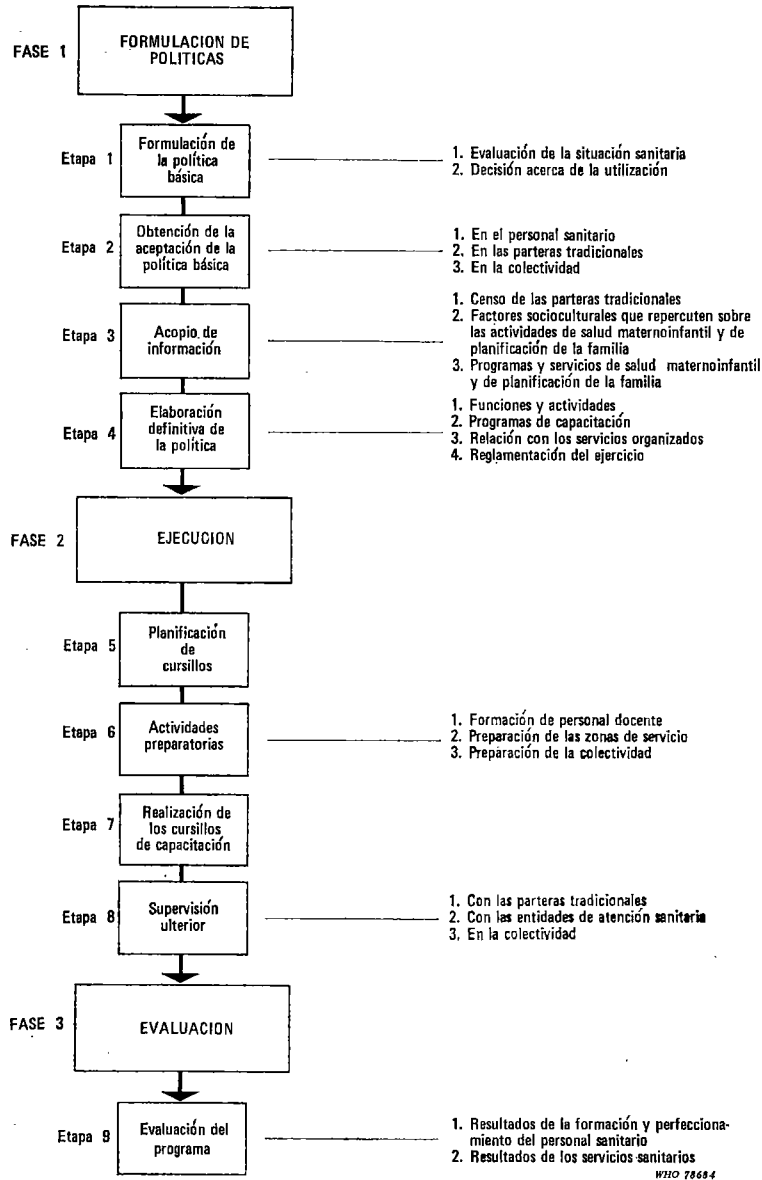 FASE 1
FORMULACION DE
POLITICAS
Etapa 1
Formulación de
la política
básica
1. Evaluación de la situación sanitaria
2. Decisión acerca de la utilización
Etapa 2
Obtención de la
aceptación de la
política básica
1. En el personal sanitario
2. En las parteras tradicionales
3. En la colectividad
Etapa 3
Acopio de
información
1. Censo de las parteras tradicionales
2. Factores socioculturales que repercuten sobre
las actividades de salud maternoinfantil y de
planificación de la familia
3. Programas y servicios de salud maternoinfantil
y de planificación de la familia
Etapa 4
Elaboración
definitiva de
la política
1. Funciones y actividades
2. Programas de capacitación
3. Relación con los servicios organizados
4. Reglamentación del ejercicio
FASE 2
EJECUCION
Etapa 5
Planificación
de
cursillos
Etapa 6
Actividades
preparatorias
1. Formación de personal docente
2. Preparación de las zonas de servicio
3. Preparación de la colectividad
Etapa 7
Realización de
los cursillos
de capacitación
Etapa 8
Supervisión
ulterior
1. Con las parteras tradicionales
2. Con las entidades de atención sanitaria
3. En la colectividad
FASE 3
EVALUACION
Etapa 9
Evaluación del
programa
1. Resultados de la formación y perfecciona-
miento del personal sanitario
2. Resultados de los servicios sanitarios
WHO 78684